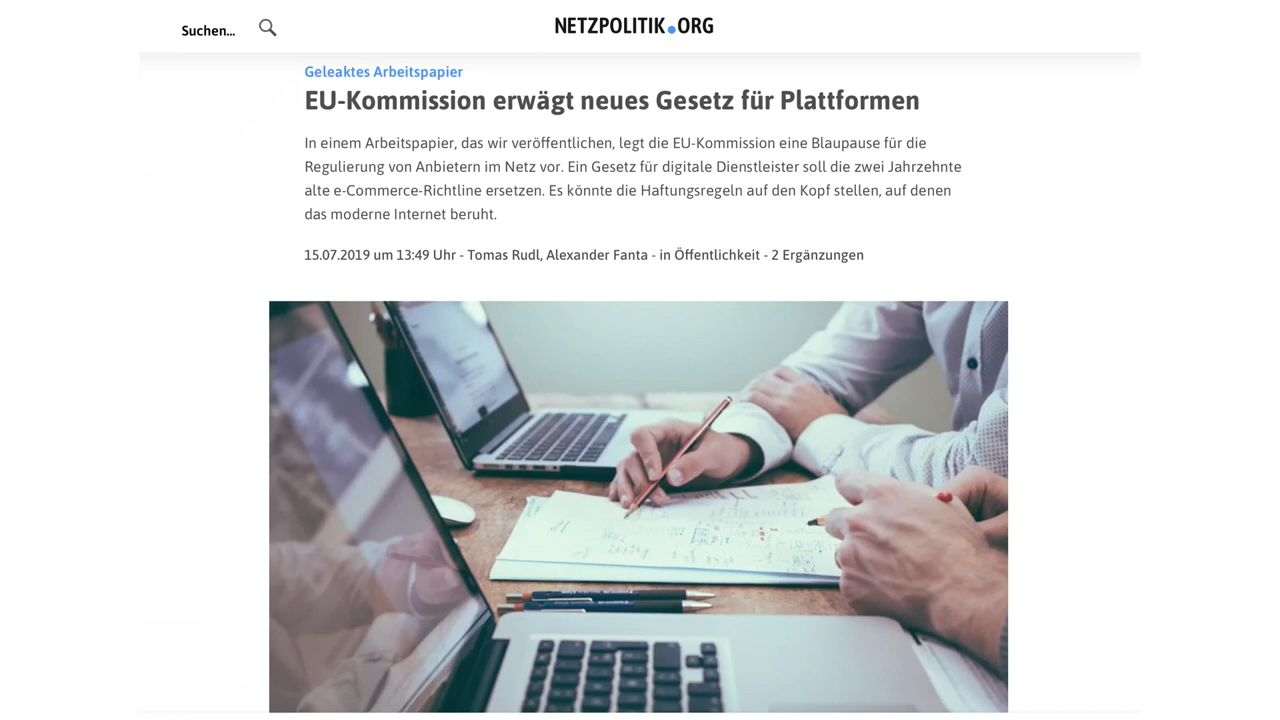 Suchen...
NETZPOLITIK.ORG
Geleaktes Arbeitspapier
EU-Kommission erwägt neues Gesetz für Plattformen
In einem Arbeitspapier, das wir veröffentlichen, legt die EU-Kommission eine Blaupause für die
Regulierung von Anbietern im Netz vor. Ein Gesetz für digitale Dienstleister soll die zwei Jahrzehnte
alte e-Commerce-Richtline ersetzen. Es könnte die Haftungsregeln auf den Kopf stellen, auf denen
das moderne Internet beruht.
15.07.2019 um 13:49 Uhr - Tomas Rudl, Alexander Fanta - in Öffentlichkeit - 2 Ergänzungen